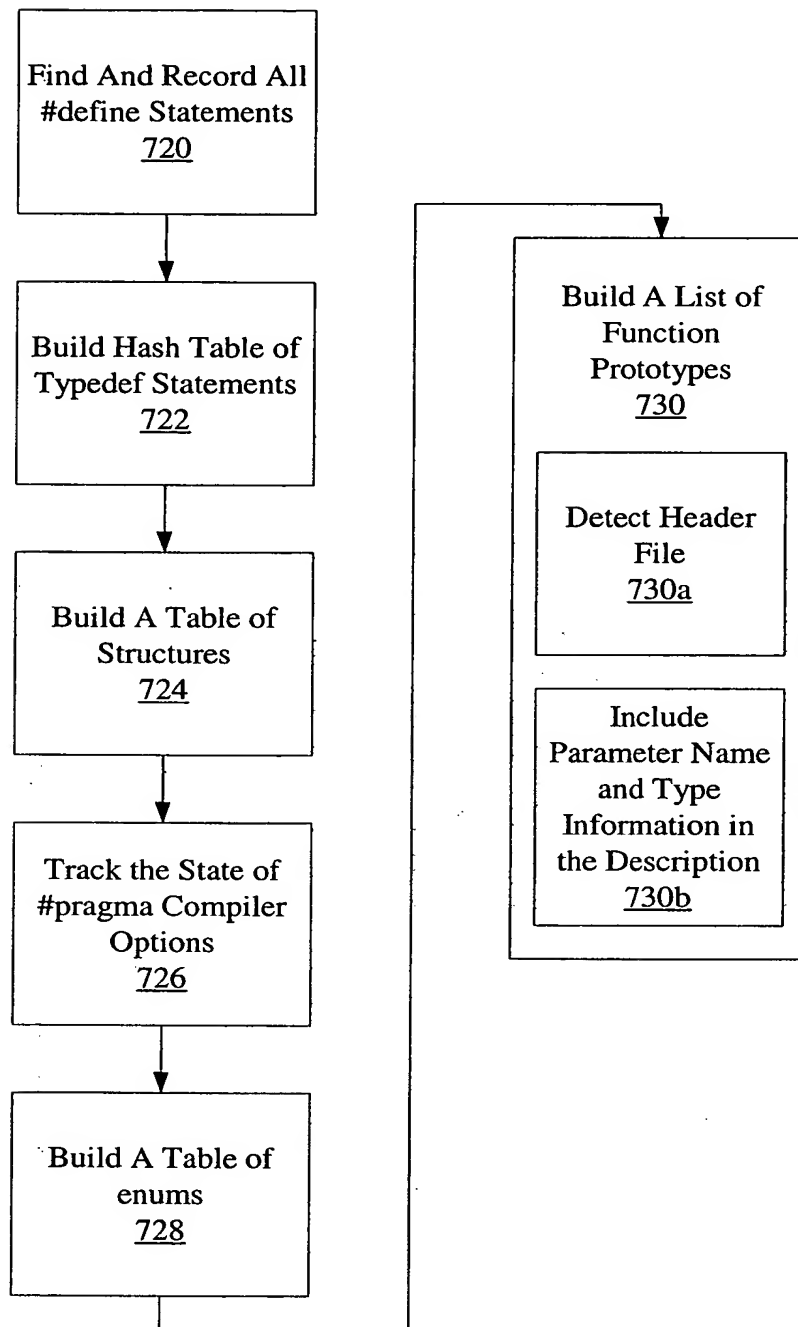 Find And Record All
#define Statements
720
Build Hash Table of
Typedef Statements
722
Build A Table of
Structures
724
Track the State of
#pragma Compiler
Options
726
Build A Table of
enums
728
Build A List of
Function
Prototypes
730
Detect Header
File
730a
Include
Parameter Name
and Type
Information in
the Description
730b